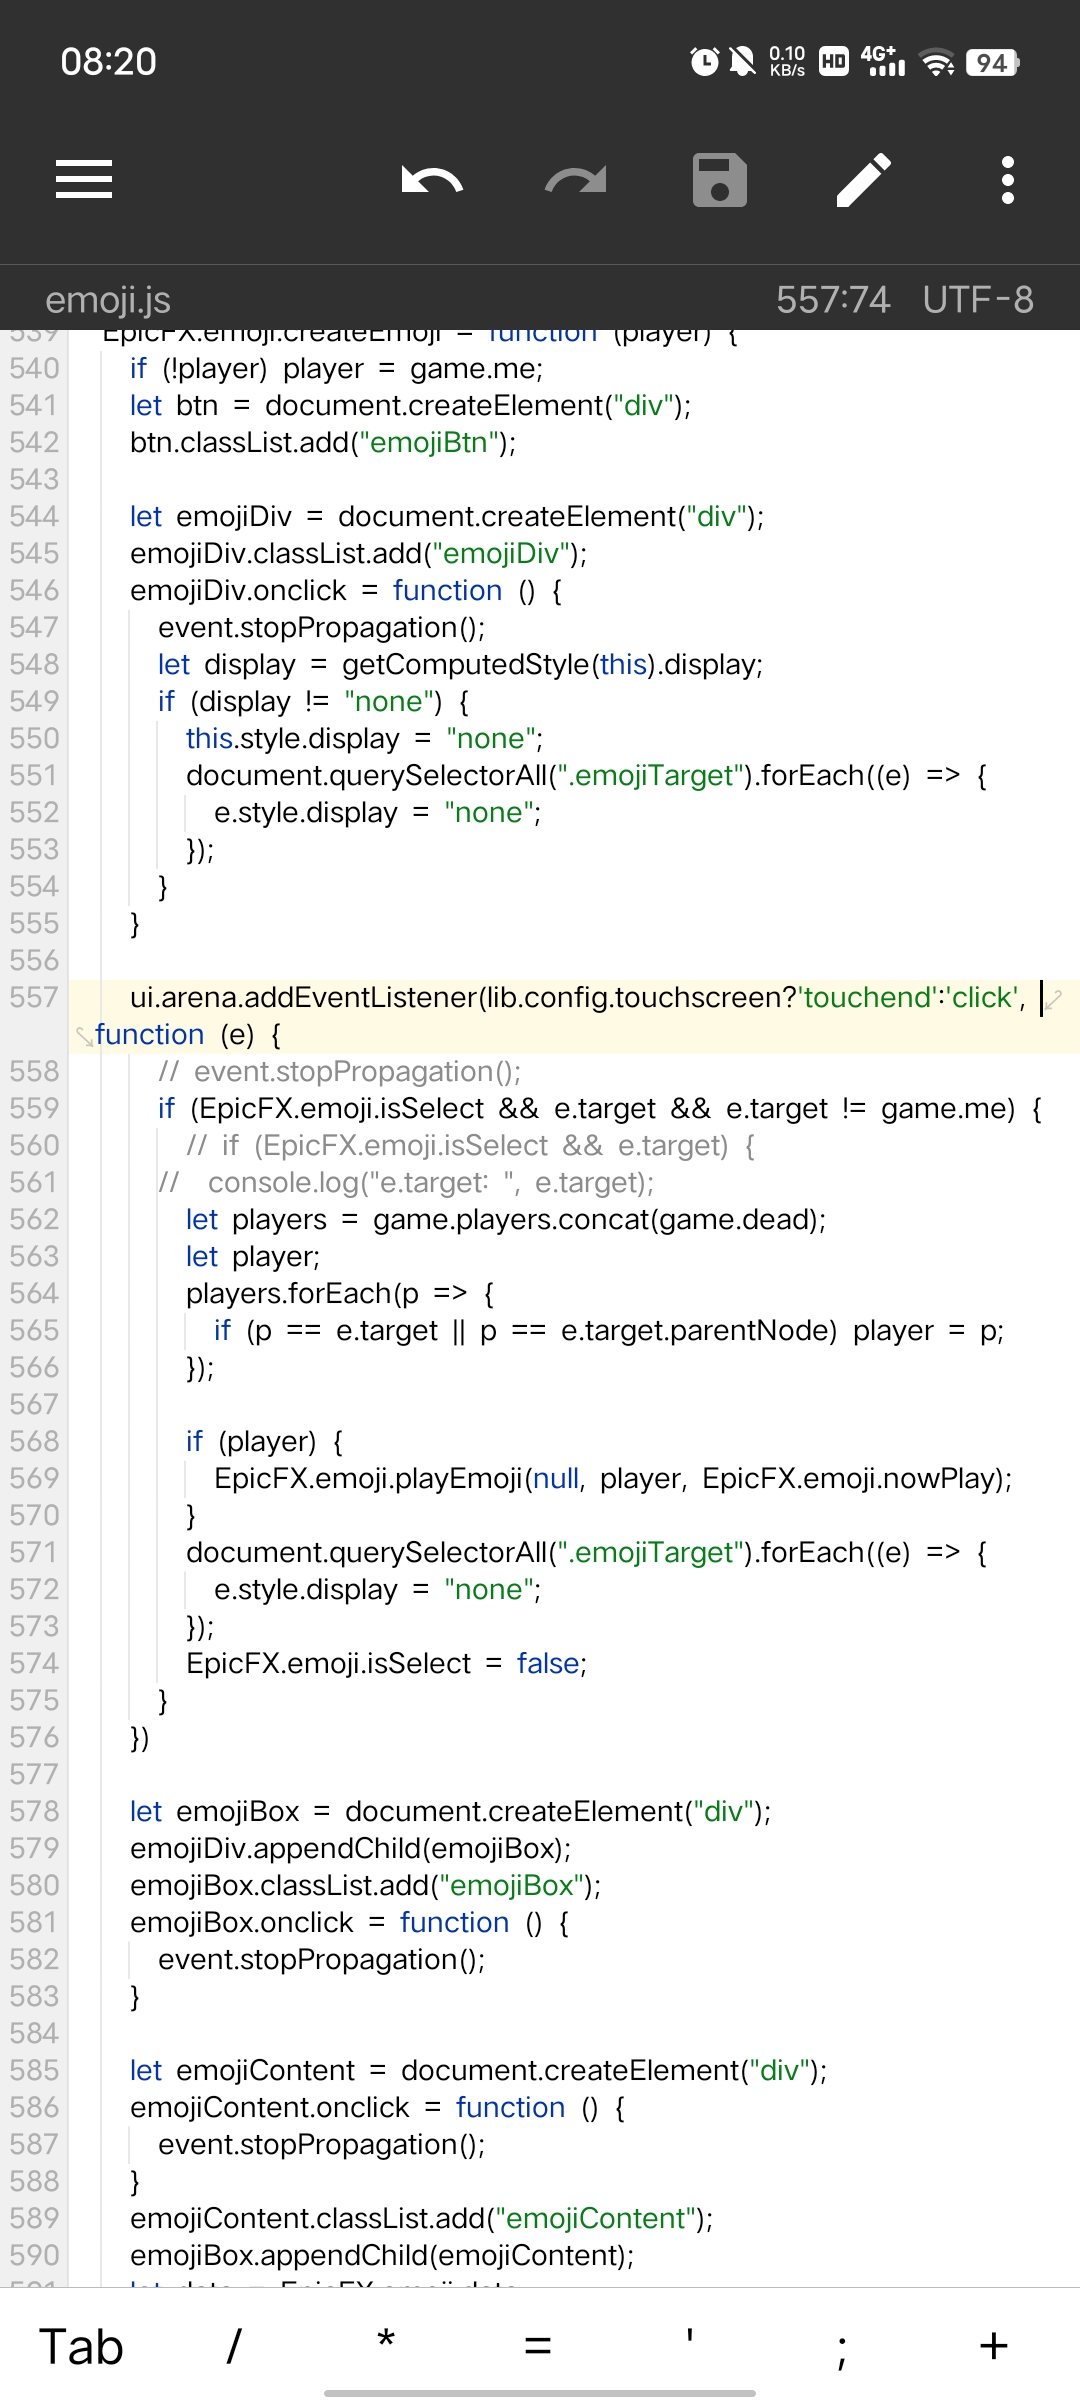 08:20
0.10 KB/s HD 4G+ 94
emoji.js 557:74 UTF-8
539 EpicFX.emoji.createEmoji = function (player) {
540 if (!player) player = game.me;
541 let btn = document.createElement("div");
542 btn.classList.add("emojiBtn");
543
544 let emojiDiv = document.createElement("div");
545 emojiDiv.classList.add("emojiDiv");
546 emojiDiv.onclick = function () {
547 event.stopPropagation();
548 let display = getComputedStyle(this).display;
549 if (display != "none") {
550 this.style.display = "none";
551 document.querySelectorAll(".emojiTarget").forEach((e) => {
552 e.style.display = "none";
553 });
554 }
555 }
556
557 ui.arena.addEventListener(lib.config.touchscreen?'touchend':'click',
function (e) {
558 // event.stopPropagation();
559 if (EpicFX.emoji.isSelect && e.target && e.target != game.me) {
560 // if (EpicFX.emoji.isSelect && e.target) {
561 // console.log("e.target: ", e.target);
562 let players = game.players.concat(game.dead);
563 let player;
564 players.forEach(p => {
565 if (p == e.target || p == e.target.parentNode) player = p;
566 });
567
568 if (player) {
569 EpicFX.emoji.playEmoji(null, player, EpicFX.emoji.nowPlay);
570 }
571 document.querySelectorAll(".emojiTarget").forEach((e) => {
572 e.style.display = "none";
573 });
574 EpicFX.emoji.isSelect = false;
575 }
576 })
577
578 let emojiBox = document.createElement("div");
579 emojiDiv.appendChild(emojiBox);
580 emojiBox.classList.add("emojiBox");
581 emojiBox.onclick = function () {
582 event.stopPropagation();
583 }
584
585 let emojiContent = document.createElement("div");
586 emojiContent.onclick = function () {
587 event.stopPropagation();
588 }
589 emojiContent.classList.add("emojiContent");
590 emojiBox.appendChild(emojiContent);
Tab / * = ' ; +